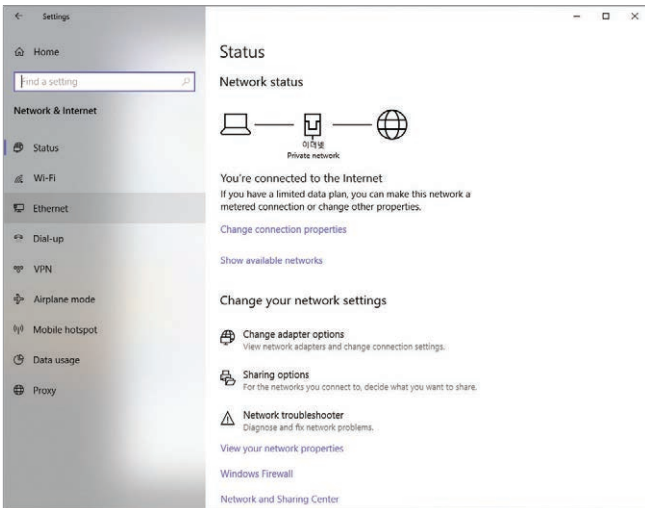 Settings
Home
Find a setting
Network & Internet
Status
Wi-Fi
Ethernet
Dial-up
VPN
Airplane mode
Mobile hotspot
Data usage
Proxy
Status
Network status
이더넷
Private network
You're connected to the Internet
If you have a limited data plan, you can make this network a
metered connection or change other properties.
Change connection properties
Show available networks
Change your network settings
Change adapter options
View network adapters and change connection settings.
Sharing options
For the networks you connect to, decide what you want to share.
Network troubleshooter
Diagnose and fix network problems.
View your network properties
Windows Firewall
Network and Sharing Center